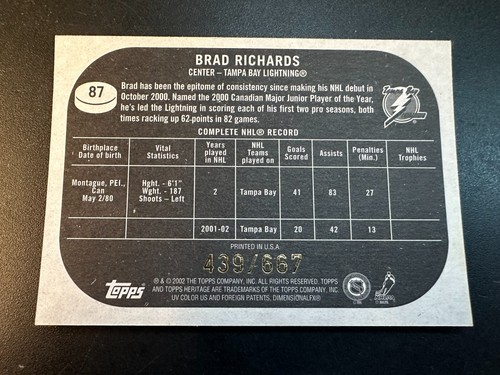 BRAD RICHARDS
CENTER – TAMPA BAY LIGHTNING®
87
Brad has been the epitome of consistency since making his NHL debut in
October 2000. Named the 2000 Canadian Major Junior Player of the Year,
he's led the Lightning in scoring each of his first two pro seasons, both
times racking up 62-points in 82 games.
COMPLETE NHL® RECORD
Birthplace Date of birth | Vital Statistics | Years played in NHL | NHL Teams played on | Goals Scored | Assists | Penalties (Min.) | NHL Trophies
Montague, PEI., Can May 2/80 | Hght. - 6'1" Wght. - 187 Shoots – Left | 2 | Tampa Bay | 41 | 83 | 27
2001-02 | Tampa Bay | 20 | 42 | 13
PRINTED IN U.S.A.
439/667
topps
® & © 2002 THE TOPPS COMPANY, INC. ALL RIGHTS RESERVED. TOPPS
AND TOPPS HERITAGE ARE TRADEMARKS OF THE TOPPS COMPANY, INC.
UV COLOR US AND FOREIGN PATENTS, DIMENSIONALFX®.